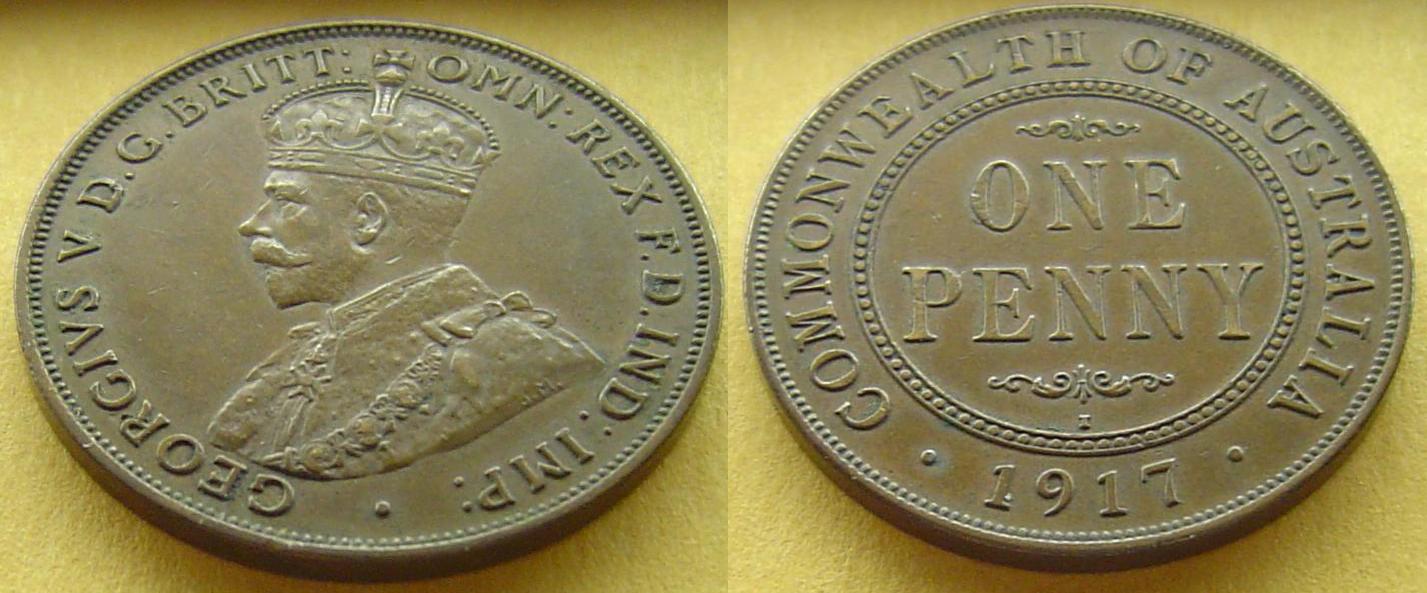 GEORGIVS V D.G.BRITT: OMN: REX F.D.IND: IMP:
B.M.
COMMONWEALTH OF AUSTRALIA
ONE
PENNY
I
1917